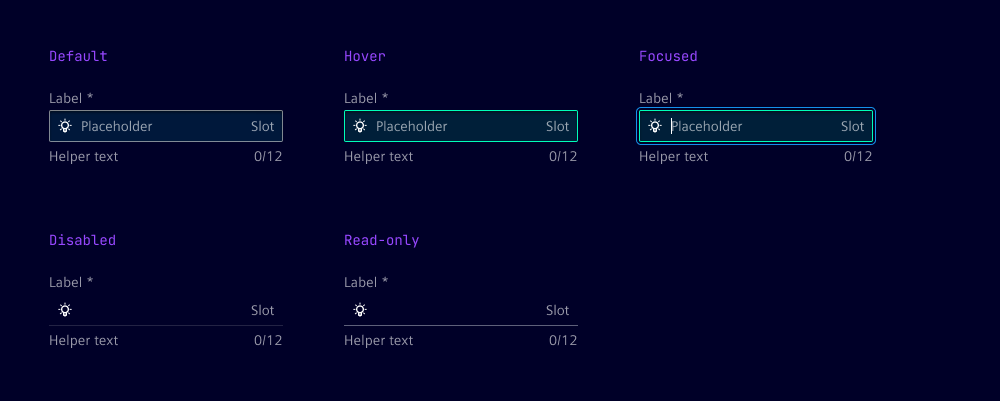 Default
Label *
Placeholder Slot
Helper text 0/12
Hover
Label *
Placeholder Slot
Helper text 0/12
Focused
Label *
Placeholder Slot
Helper text 0/12
Disabled
Label *
Slot
Helper text 0/12
Read-only
Label *
Slot
Helper text 0/12